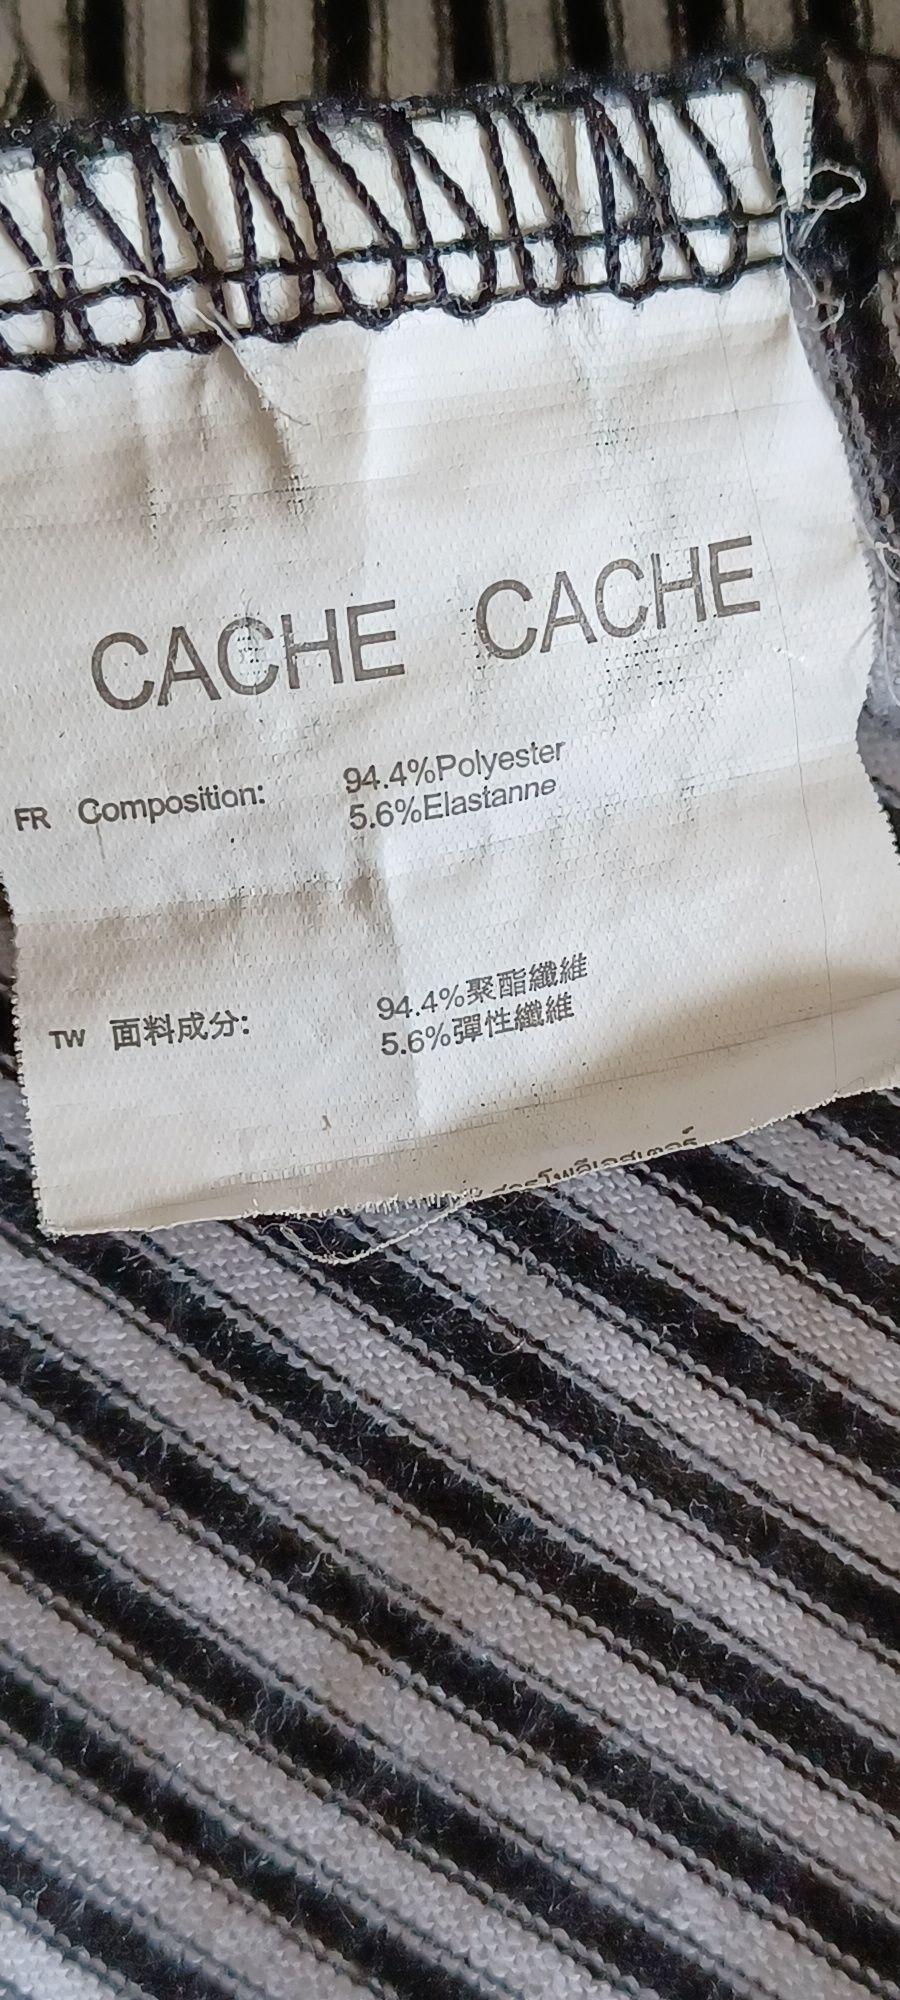 CACHE CACHE
FR Composition: 94.4%Polyester
5.6%Elastanne
TW 面料成分: 94.4%聚酯纖維
5.6%彈性纖維